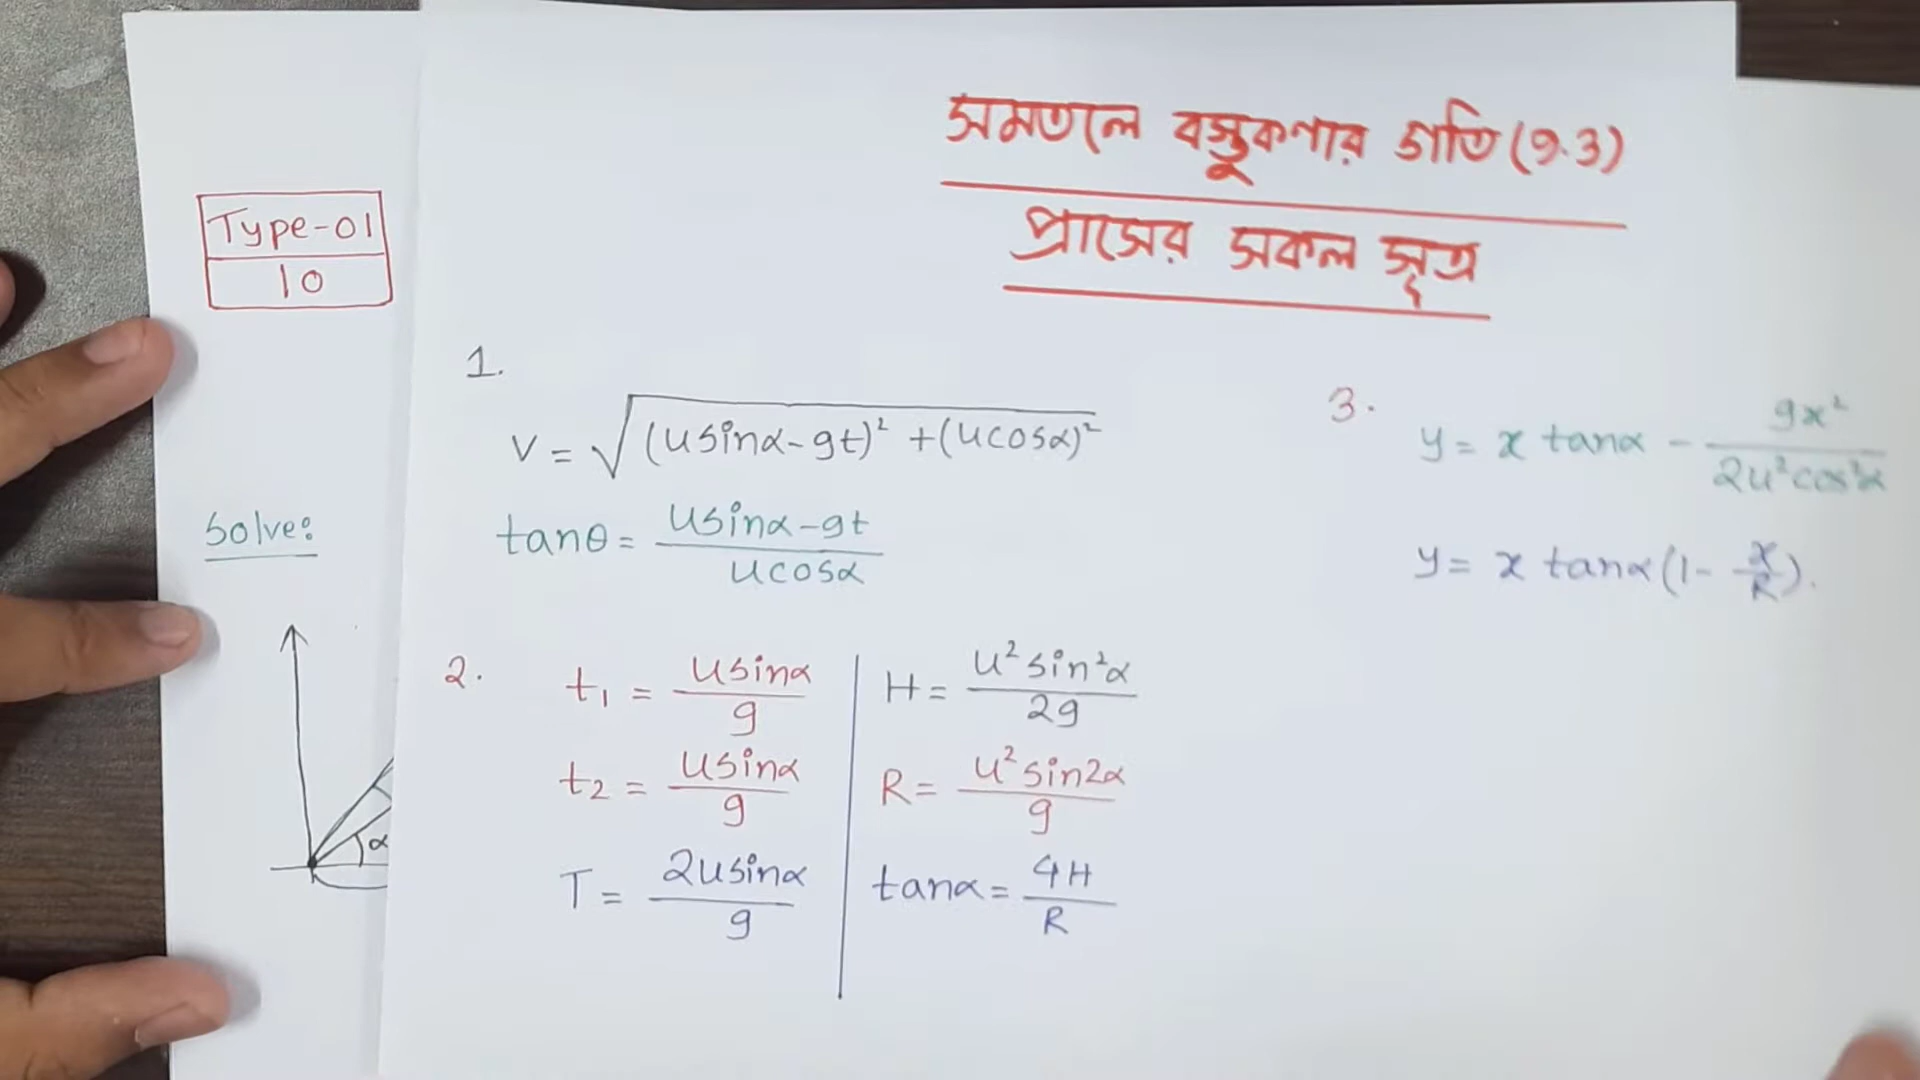 সমতলে বস্তুকণার গতি (9.3)
প্রাসের সকল সূত্র
Type-01
10
Solve:
α
1.
V = √((usinα-gt)² + (ucosα)²)
tanθ = (usinα-gt)/(ucosα)
2.
t₁ = usinα/g
t₂ = usinα/g
T = 2usinα/g
H = u²sin²α/2g
R = u²sin2α/g
tanα = 4H/R
3.
y = x tanα - gx²/2u²cos²α
y = x tanα(1 - x/R).